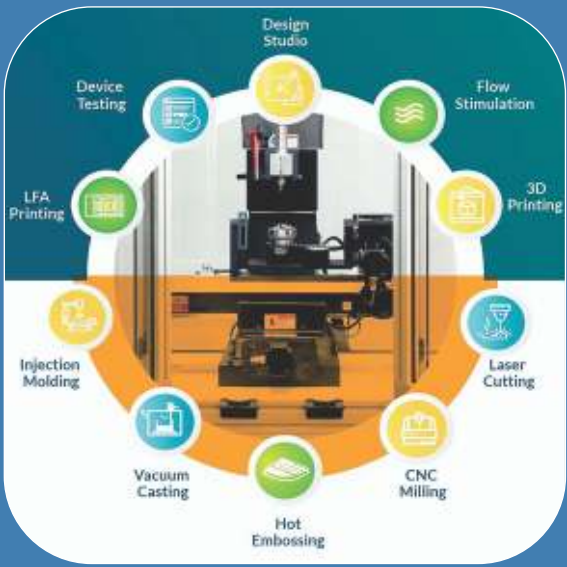 Design
Studio
Flow
Stimulation
3D
Printing
Laser
Cutting
CNC
Milling
Hot
Embossing
Vacuum
Casting
Injection
Molding
LFA
Printing
Device
Testing